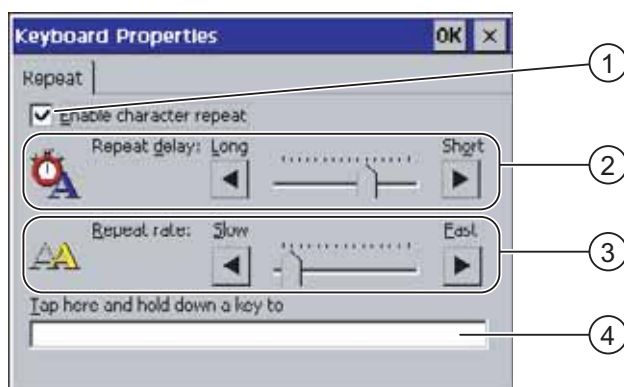 Keyboard Properties OK ×
1
Repeat
Enable character repeat
Repeat delay: Long Short
2
Repeat rate: Slow Fast
3
Tap here and hold down a key to
4